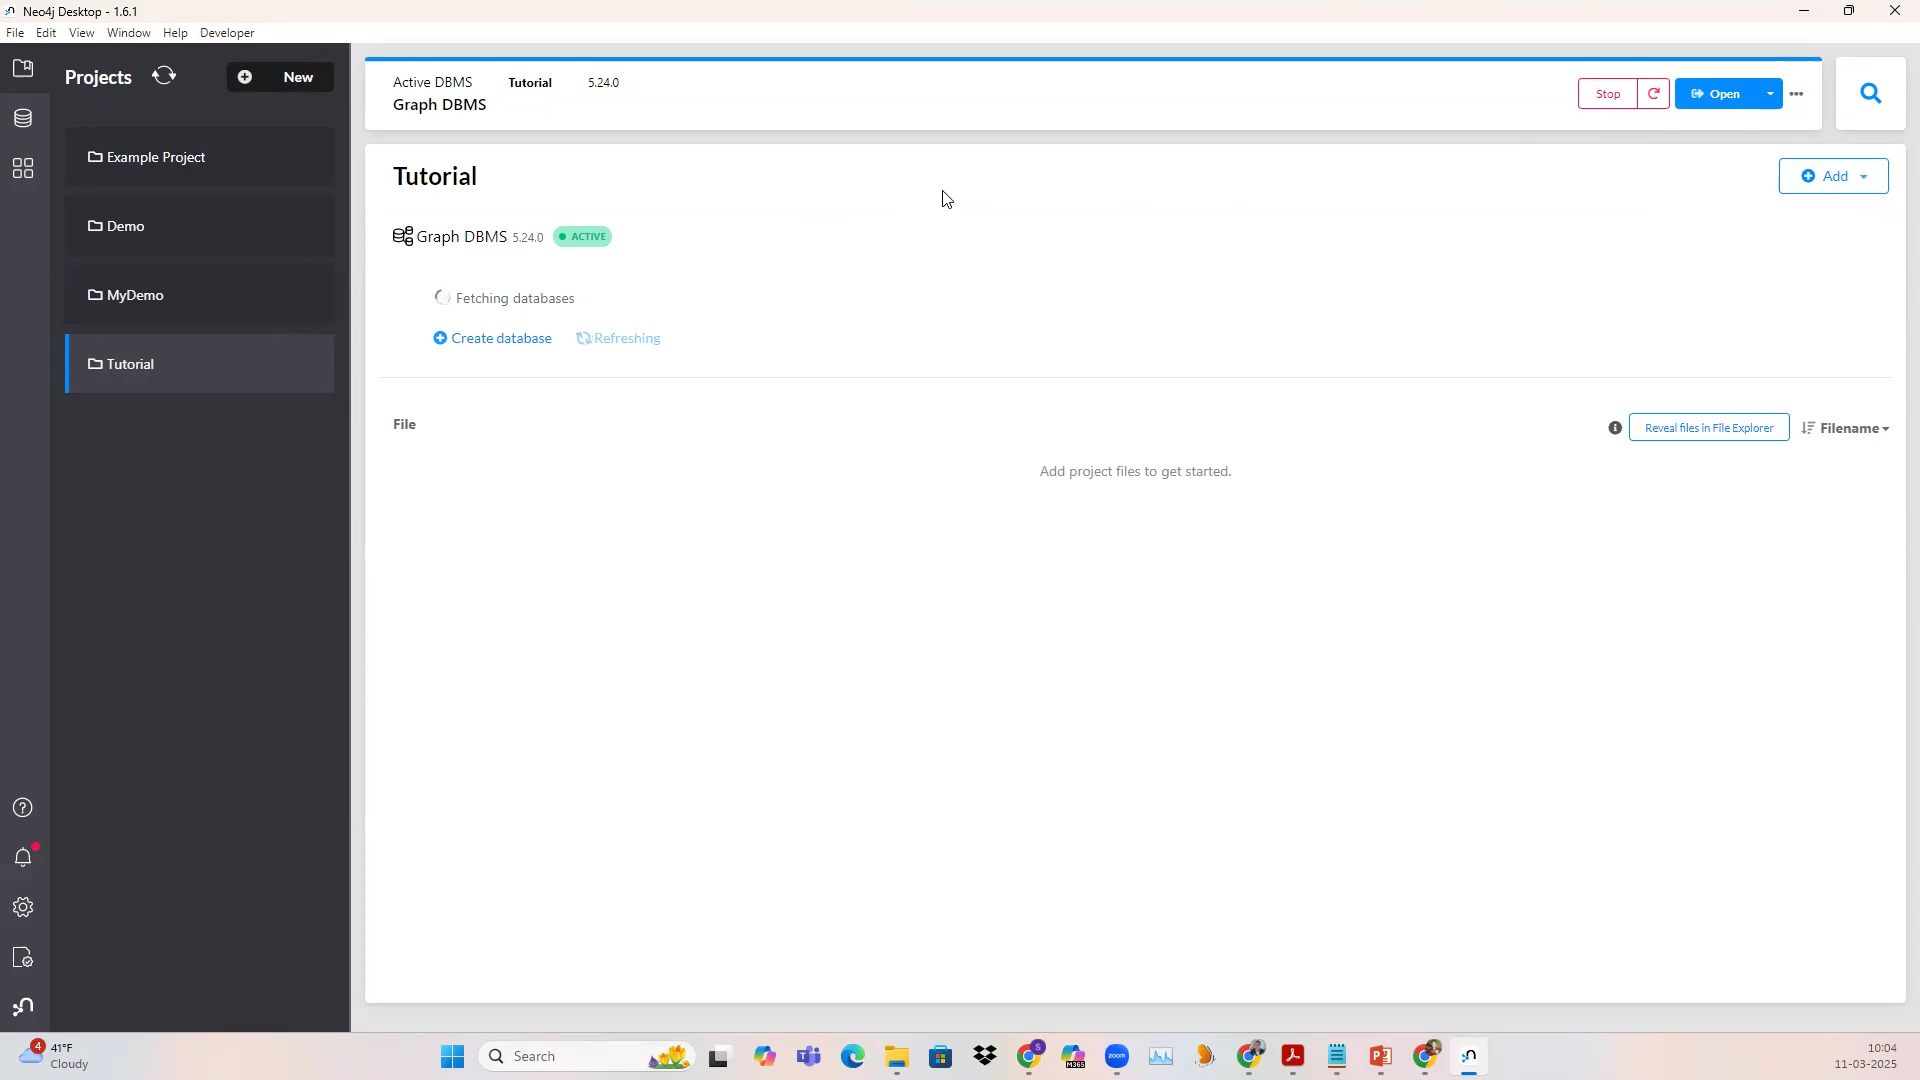 Neo4j Desktop - 1.6.1
File Edit View Window Help Developer
Projects
New
Example Project
Demo
MyDemo
Tutorial
Active DBMS Tutorial 5.24.0
Graph DBMS
Stop
Open
Tutorial
Add
Graph DBMS 5.24.0 ACTIVE
Fetching databases
Create database Refreshing
File
Reveal files in File Explorer
Filename
Add project files to get started.
4
41°F
Cloudy
Search
S
M365
zoom
10:04
11-03-2025